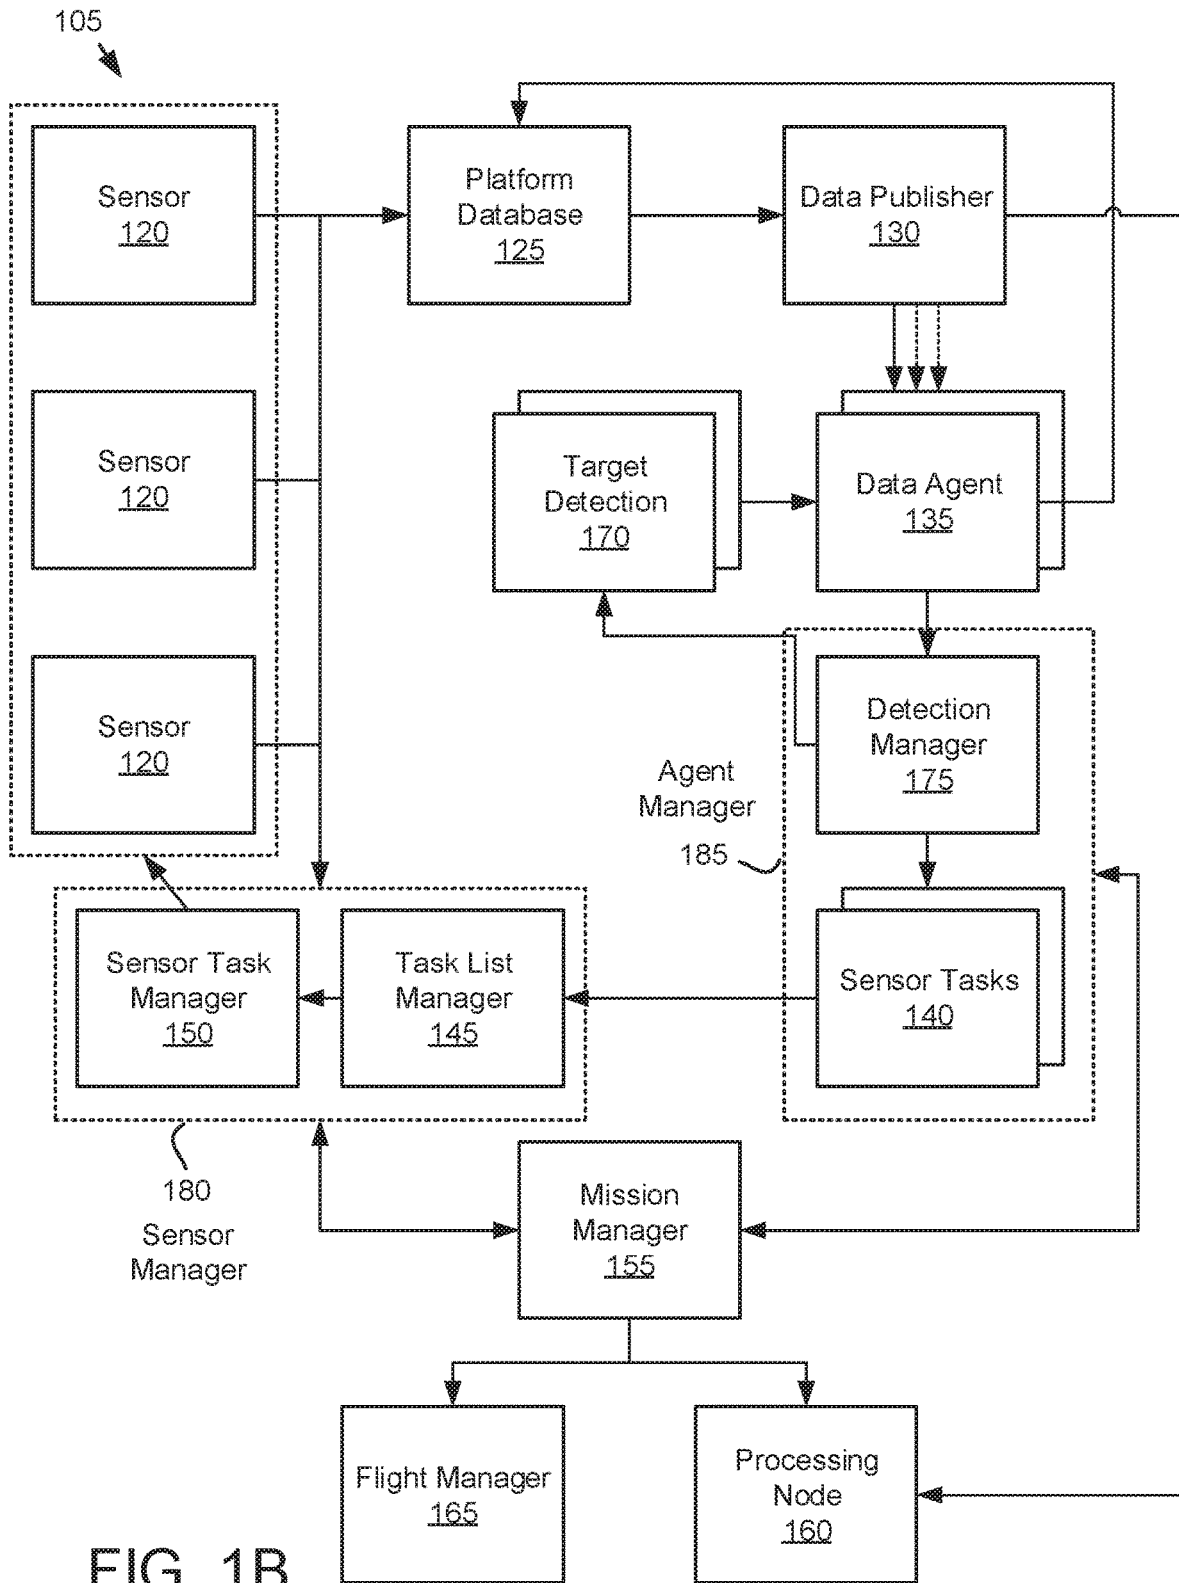 105
Sensor
120
Platform
Database
125
Data Publisher
130
Sensor
120
Target
Detection
170
Data Agent
135
Sensor
120
Detection
Manager
175
Agent
Manager
185
Sensor Task
Manager
150
Task List
Manager
145
Sensor Tasks
140
180
Sensor
Manager
Mission
Manager
155
Flight Manager
165
Processing
Node
160
FIG. 1B